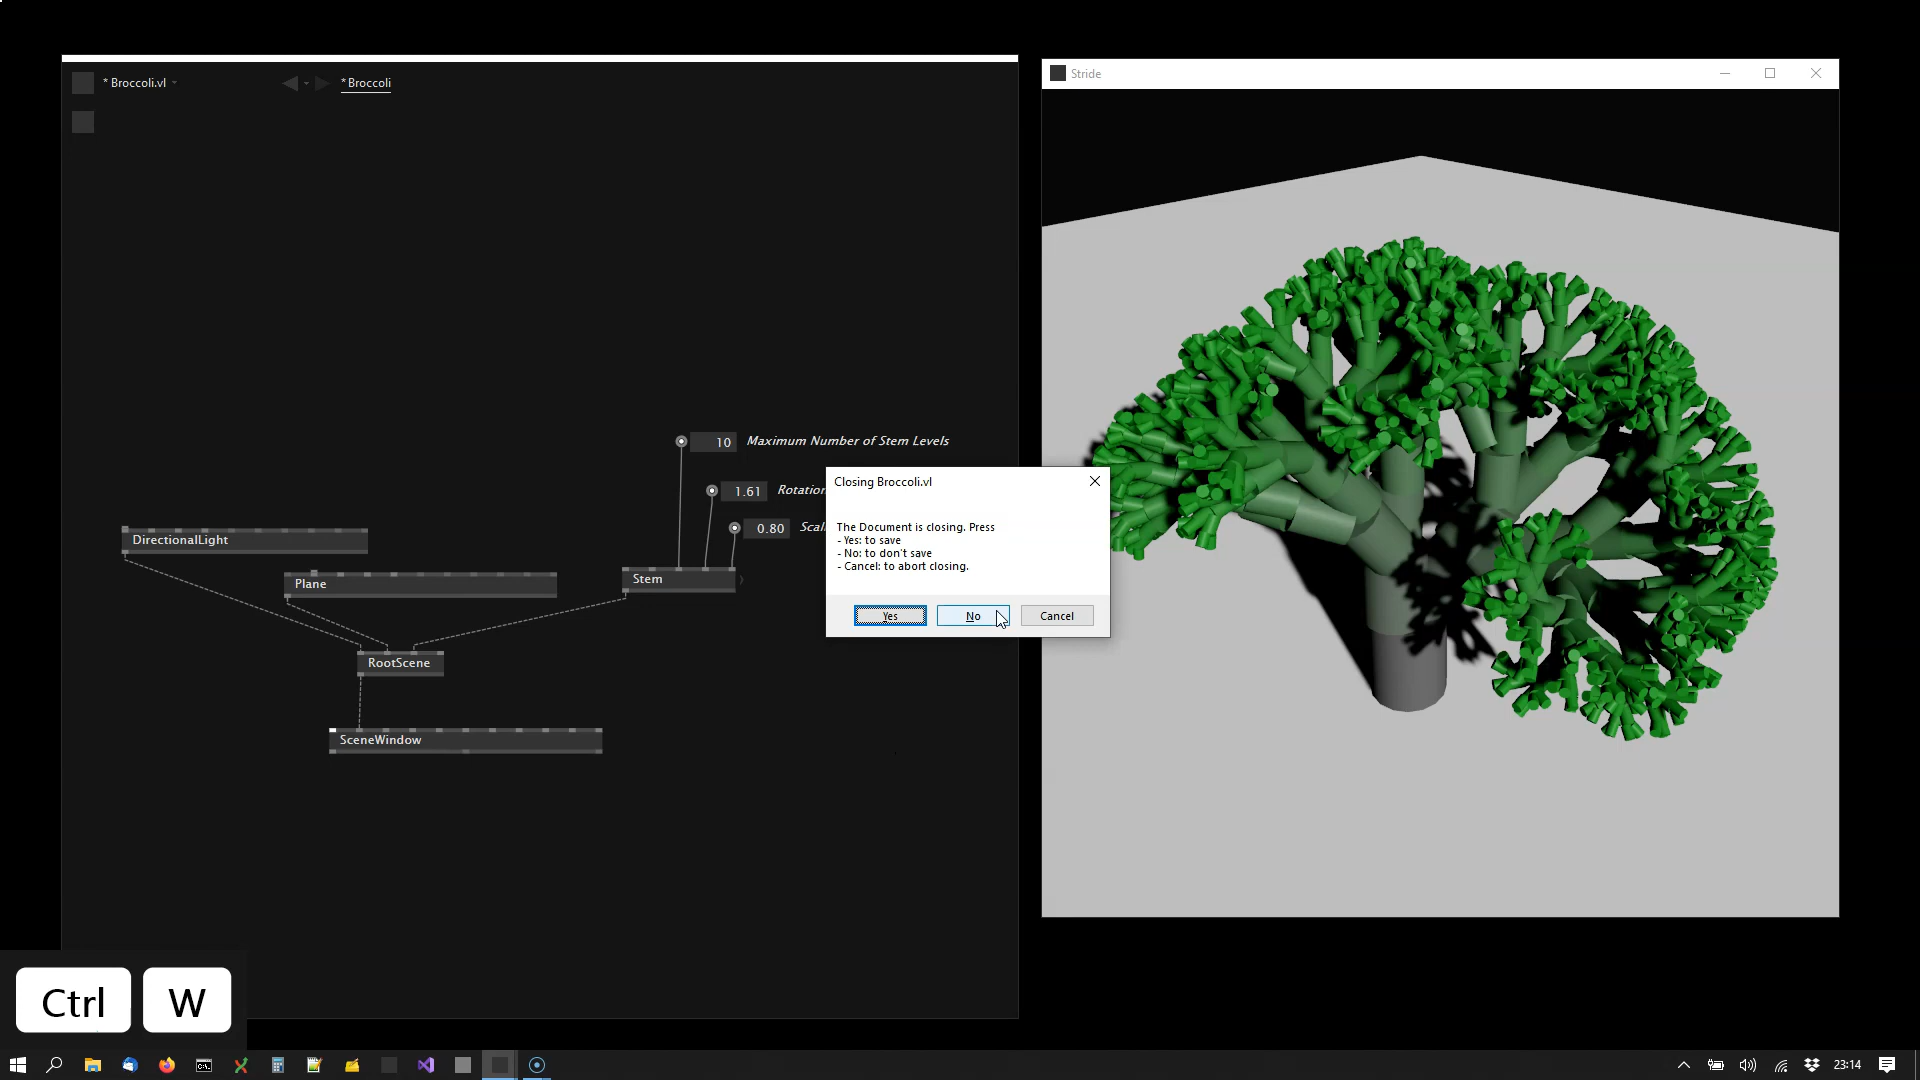 * Broccoli.vl
* Broccoli
Stride
10 Maximum Number of Stem Levels
1.61 Rotation
0.80
DirectionalLight
Plane
Stem
RootScene
SceneWindow
Closing Broccoli.vl
The Document is closing. Press
- Yes: to save
- No: to don't save
- Cancel: to abort closing.
Yes
No
Cancel
Ctrl
W
23:14